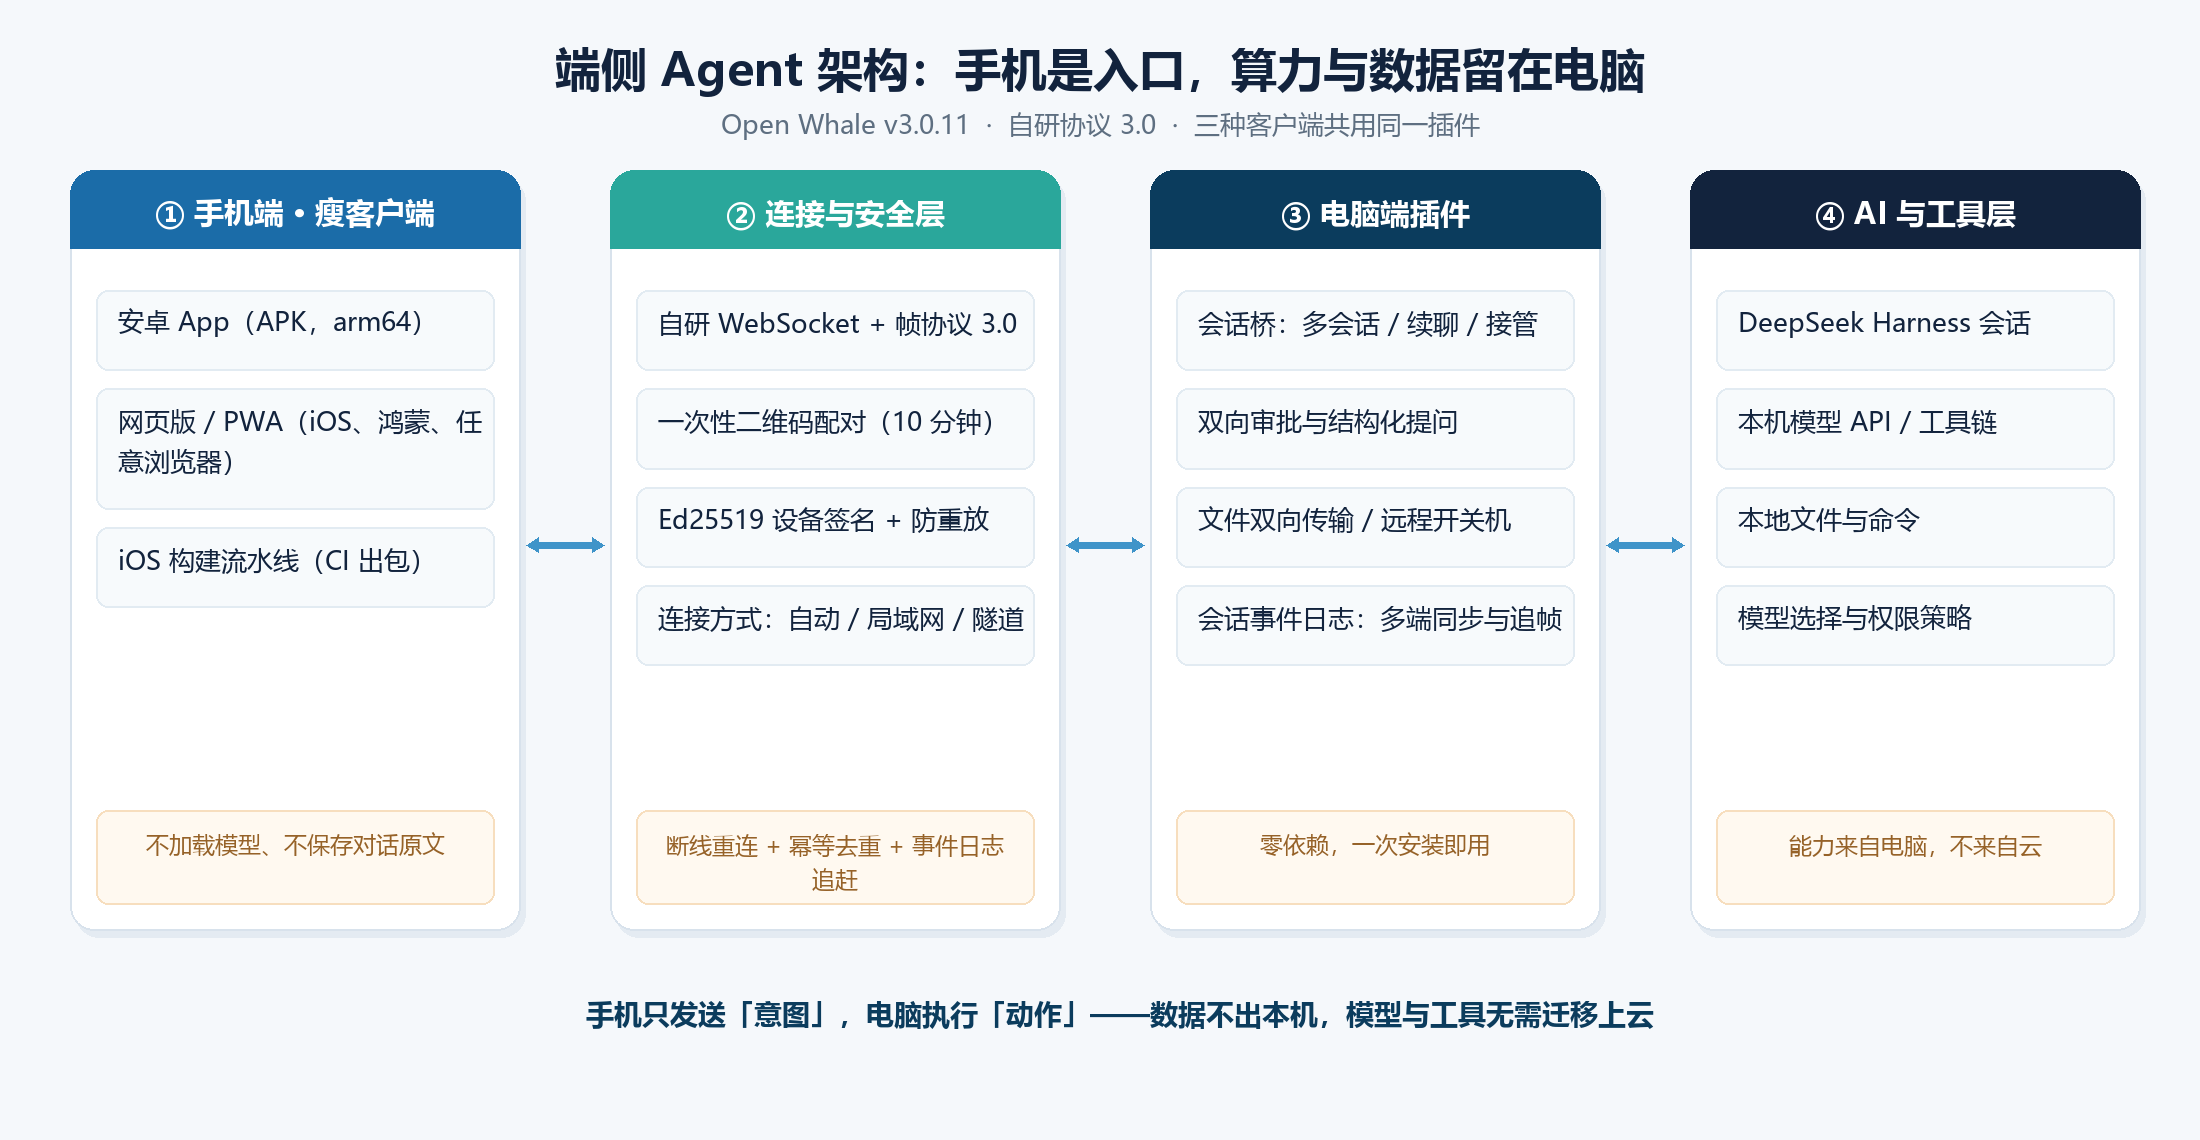 端侧 Agent 架构：手机是入口，算力与数据留在电脑
Open Whale v3.0.11 · 自研协议 3.0 · 三种客户端共用同一插件
① 手机端 • 瘦客户端
安卓 App（APK，arm64）
网页版 / PWA（iOS、鸿蒙、任
意浏览器）
iOS 构建流水线（CI 出包）
不加载模型、不保存对话原文
② 连接与安全层
自研 WebSocket + 帧协议 3.0
一次性二维码配对（10 分钟）
Ed25519 设备签名 + 防重放
连接方式：自动 / 局域网 / 隧道
断线重连 + 幂等去重 + 事件日志
追赶
③ 电脑端插件
会话桥：多会话 / 续聊 / 接管
双向审批与结构化提问
文件双向传输 / 远程开关机
会话事件日志：多端同步与追帧
零依赖，一次安装即用
④ AI 与工具层
DeepSeek Harness 会话
本机模型 API / 工具链
本地文件与命令
模型选择与权限策略
能力来自电脑，不来自云
手机只发送「意图」，电脑执行「动作」——数据不出本机，模型与工具无需迁移上云